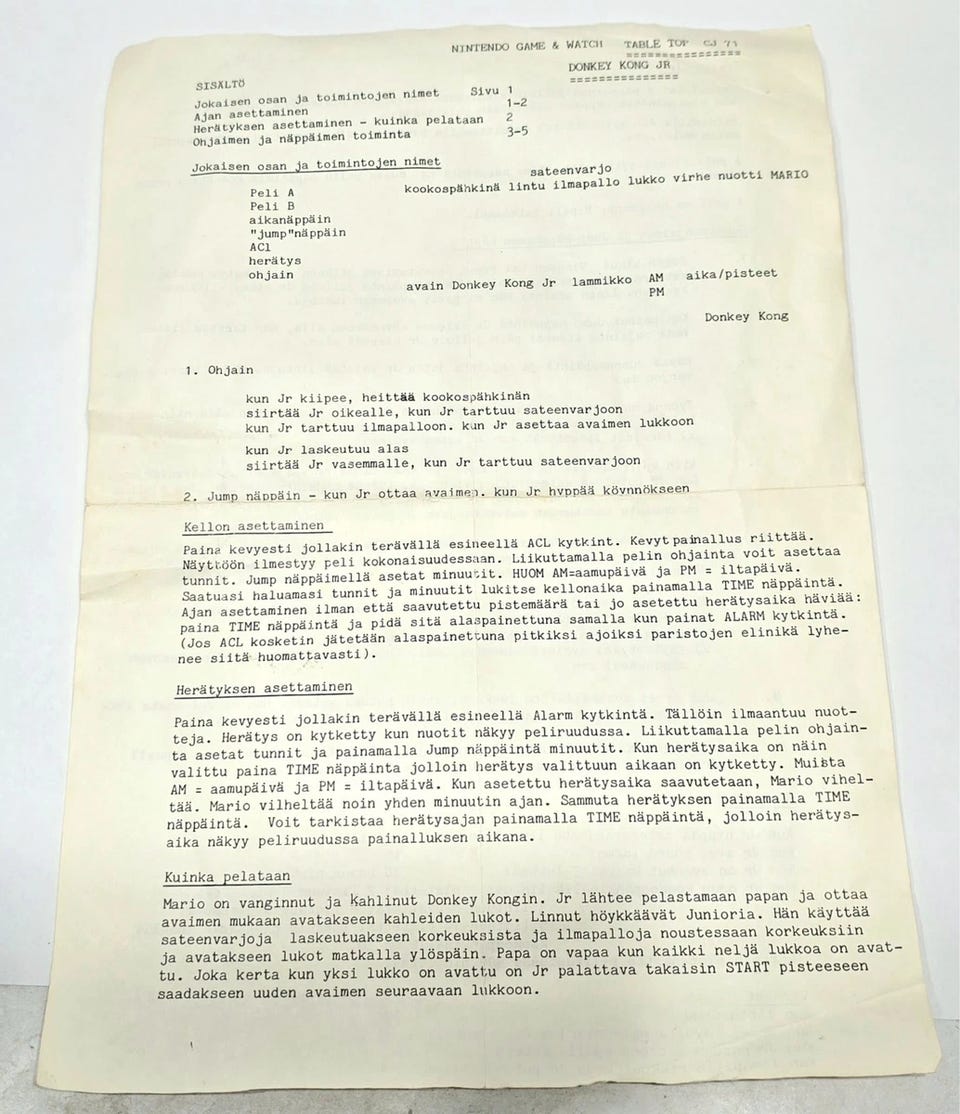 NINTENDO GAME & WATCH TABLE TOP CJ 71
================
DONKEY KONG JR
===============
SISÄLTÖ
Jokaisen osan ja toimintojen nimet Sivu 1
Ajan asettaminen 1-2
Herätyksen asettaminen - kuinka pelataan 2
Ohjaimen ja näppäimen toiminta 3-5
Jokaisen osan ja toimintojen nimet
sateenvarjo
kookospähkinä lintu ilmapallo lukko virhe nuotti MARIO
Peli A
Peli B
aikanäppäin
"jump"näppäin
ACl
herätys
ohjain
avain Donkey Kong Jr lammikko AM aika/pisteet
PM
Donkey Kong
1. Ohjain
kun Jr kiipee, heittää kookospähkinän
siirtää Jr oikealle, kun Jr tarttuu sateenvarjoon
kun Jr tarttuu ilmapalloon. kun Jr asettaa avaimen lukkoon
kun Jr laskeutuu alas
siirtää Jr vasemmalle, kun Jr tarttuu sateenvarjoon
2. Jump näppäin - kun Jr ottaa avaimen. kun Jr hyppää köynnökseen
Kellon asettaminen
Paina kevyesti jollakin terävällä esineellä ACL kytkint. Kevyt painallus riittää.
Näyttöön ilmestyy peli kokonaisuudessaan. Liikuttamalla pelin ohjainta voit asettaa
tunnit. Jump näppäimellä asetat minuutit. HUOM AM=aamupäivä ja PM = iltapäivä.
Saatuasi haluamasi tunnit ja minuutit lukitse kellonaika painamalla TIME näppäintä.
Ajan asettaminen ilman että saavutettu pistemäärä tai jo asetettu herätysaika häviää:
paina TIME näppäintä ja pidä sitä alaspainettuna samalla kun painat ALARM kytkintä.
(Jos ACL kosketin jätetään alaspainettuna pitkiksi ajoiksi paristojen elinikä lyhe-
nee siitä huomattavasti).
Herätyksen asettaminen
Paina kevyesti jollakin terävällä esineellä Alarm kytkintä. Tällöin ilmaantuu nuot-
teja. Herätys on kytketty kun nuotit näkyy peliruudussa. Liikuttamalla pelin ohjain-
ta asetat tunnit ja painamalla Jump näppäintä minuutit. Kun herätysaika on näin
valittu paina TIME näppäinta jolloin herätys valittuun aikaan on kytketty. Muista
AM = aamupäivä ja PM = iltapäivä. Kun asetettu herätysaika saavutetaan, Mario vihel-
tää. Mario vilheltää noin yhden minuutin ajan. Sammuta herätyksen painamalla TIME
näppäintä. Voit tarkistaa herätysajan painamalla TIME näppäintä, jolloin herätys-
aika näkyy peliruudussa painalluksen aikana.
Kuinka pelataan
Mario on vanginnut ja kahlinut Donkey Kongin. Jr lähtee pelastamaan papan ja ottaa
avaimen mukaan avatakseen kahleiden lukot. Linnut höykkäävät Junioria. Hän käyttää
sateenvarjoja laskeutuakseen korkeuksista ja ilmapalloja noustessaan korkeuksiin
ja avatakseen lukot matkalla ylöspäin. Papa on vapaa kun kaikki neljä lukkoa on avat-
tu. Joka kerta kun yksi lukko on avattu on Jr palattava takaisin START pisteeseen
saadakseen uuden avaimen seuraavaan lukkoon.